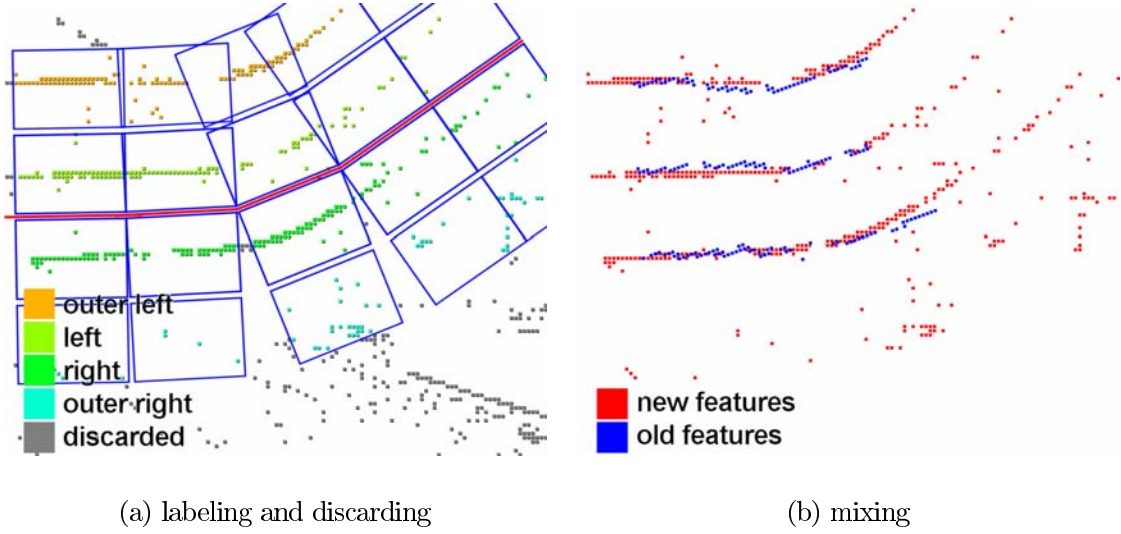 outer left
left
right
outer right
discarded
new features
old features
(a) labeling and discarding
(b) mixing